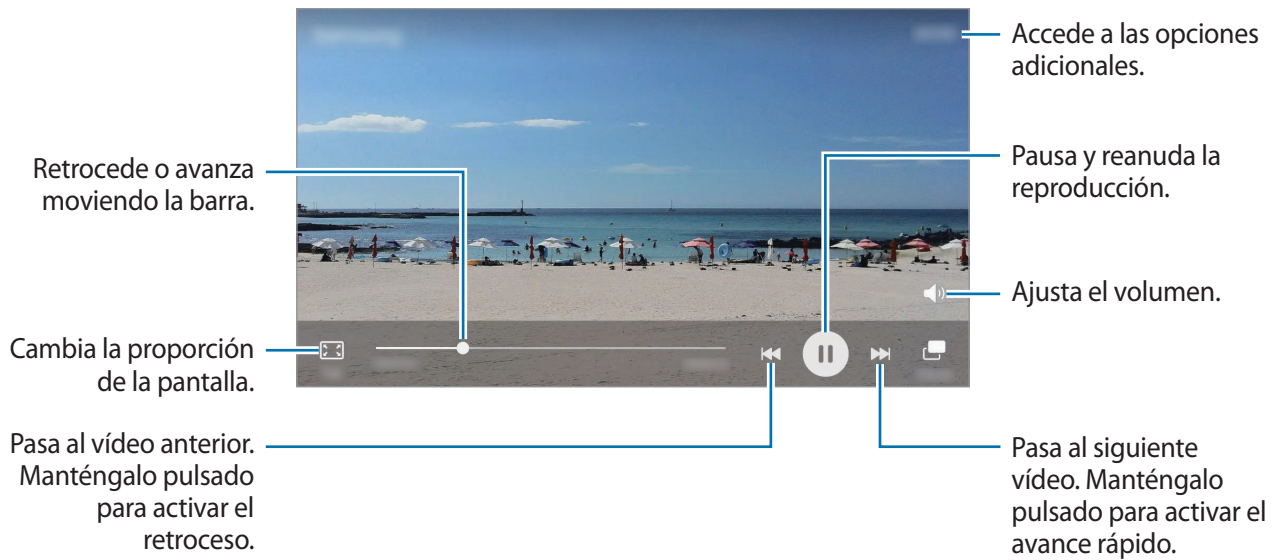 Accede a las opciones
adicionales.
Retrocede o avanza
moviendo la barra.
Pausa y reanuda la
reproducción.
Ajusta el volumen.
Cambia la proporción
de la pantalla.
Pasa al vídeo anterior.
Manténgalo pulsado
para activar el
retroceso.
Pasa al siguiente
vídeo. Manténgalo
pulsado para activar el
avance rápido.